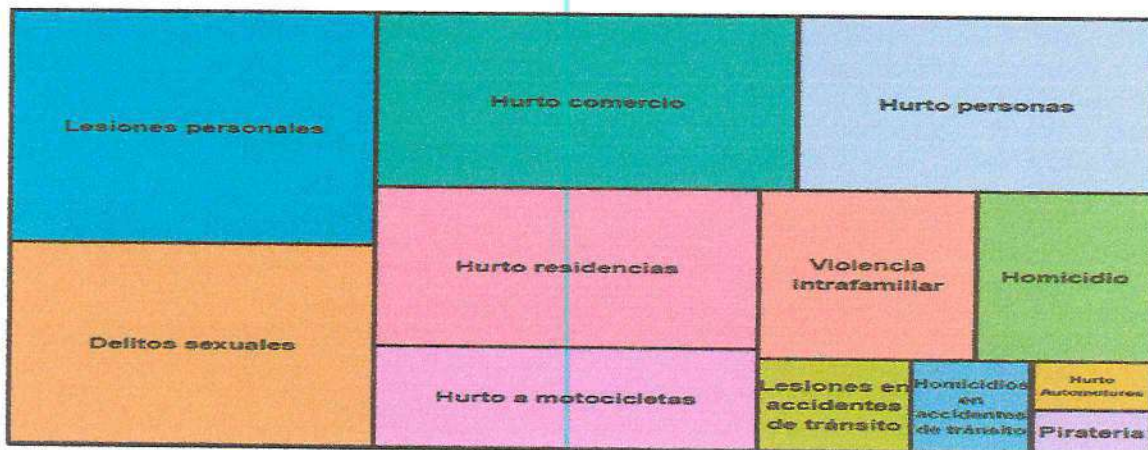 Lesiones personales
Delitos sexuales
Hurto comercio
Hurto personas
Hurto residencias
Hurto a motocicletas
Violencia
intrafamiliar
Homicidio
Lesiones en
accidentes
de tránsito
Homicidios
en
accidentes
de tránsito
Hurto
Automotores
Pirateria